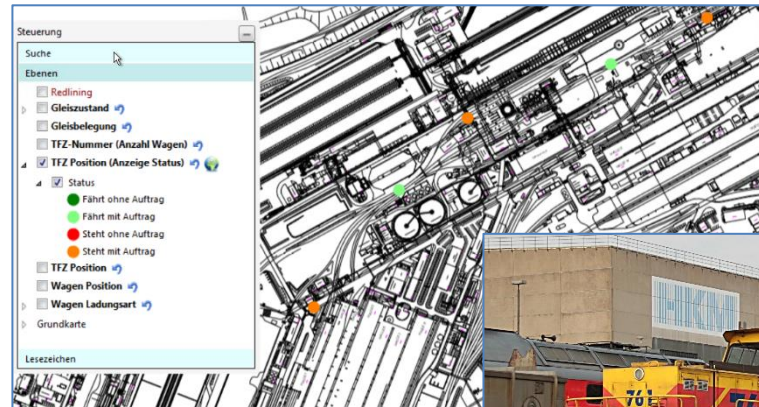 Steuerung
Suche
Ebenen
Redlining
Gleiszustand
Gleisbelegung
TFZ-Nummer (Anzahl Wagen)
TFZ Position (Anzeige Status)
Status
Fährt ohne Auftrag
Fährt mit Auftrag
Steht ohne Auftrag
Steht mit Auftrag
TFZ Position
Wagen Position
Wagen Ladungsart
Grundkarte
Lesezeichen
HKM
761